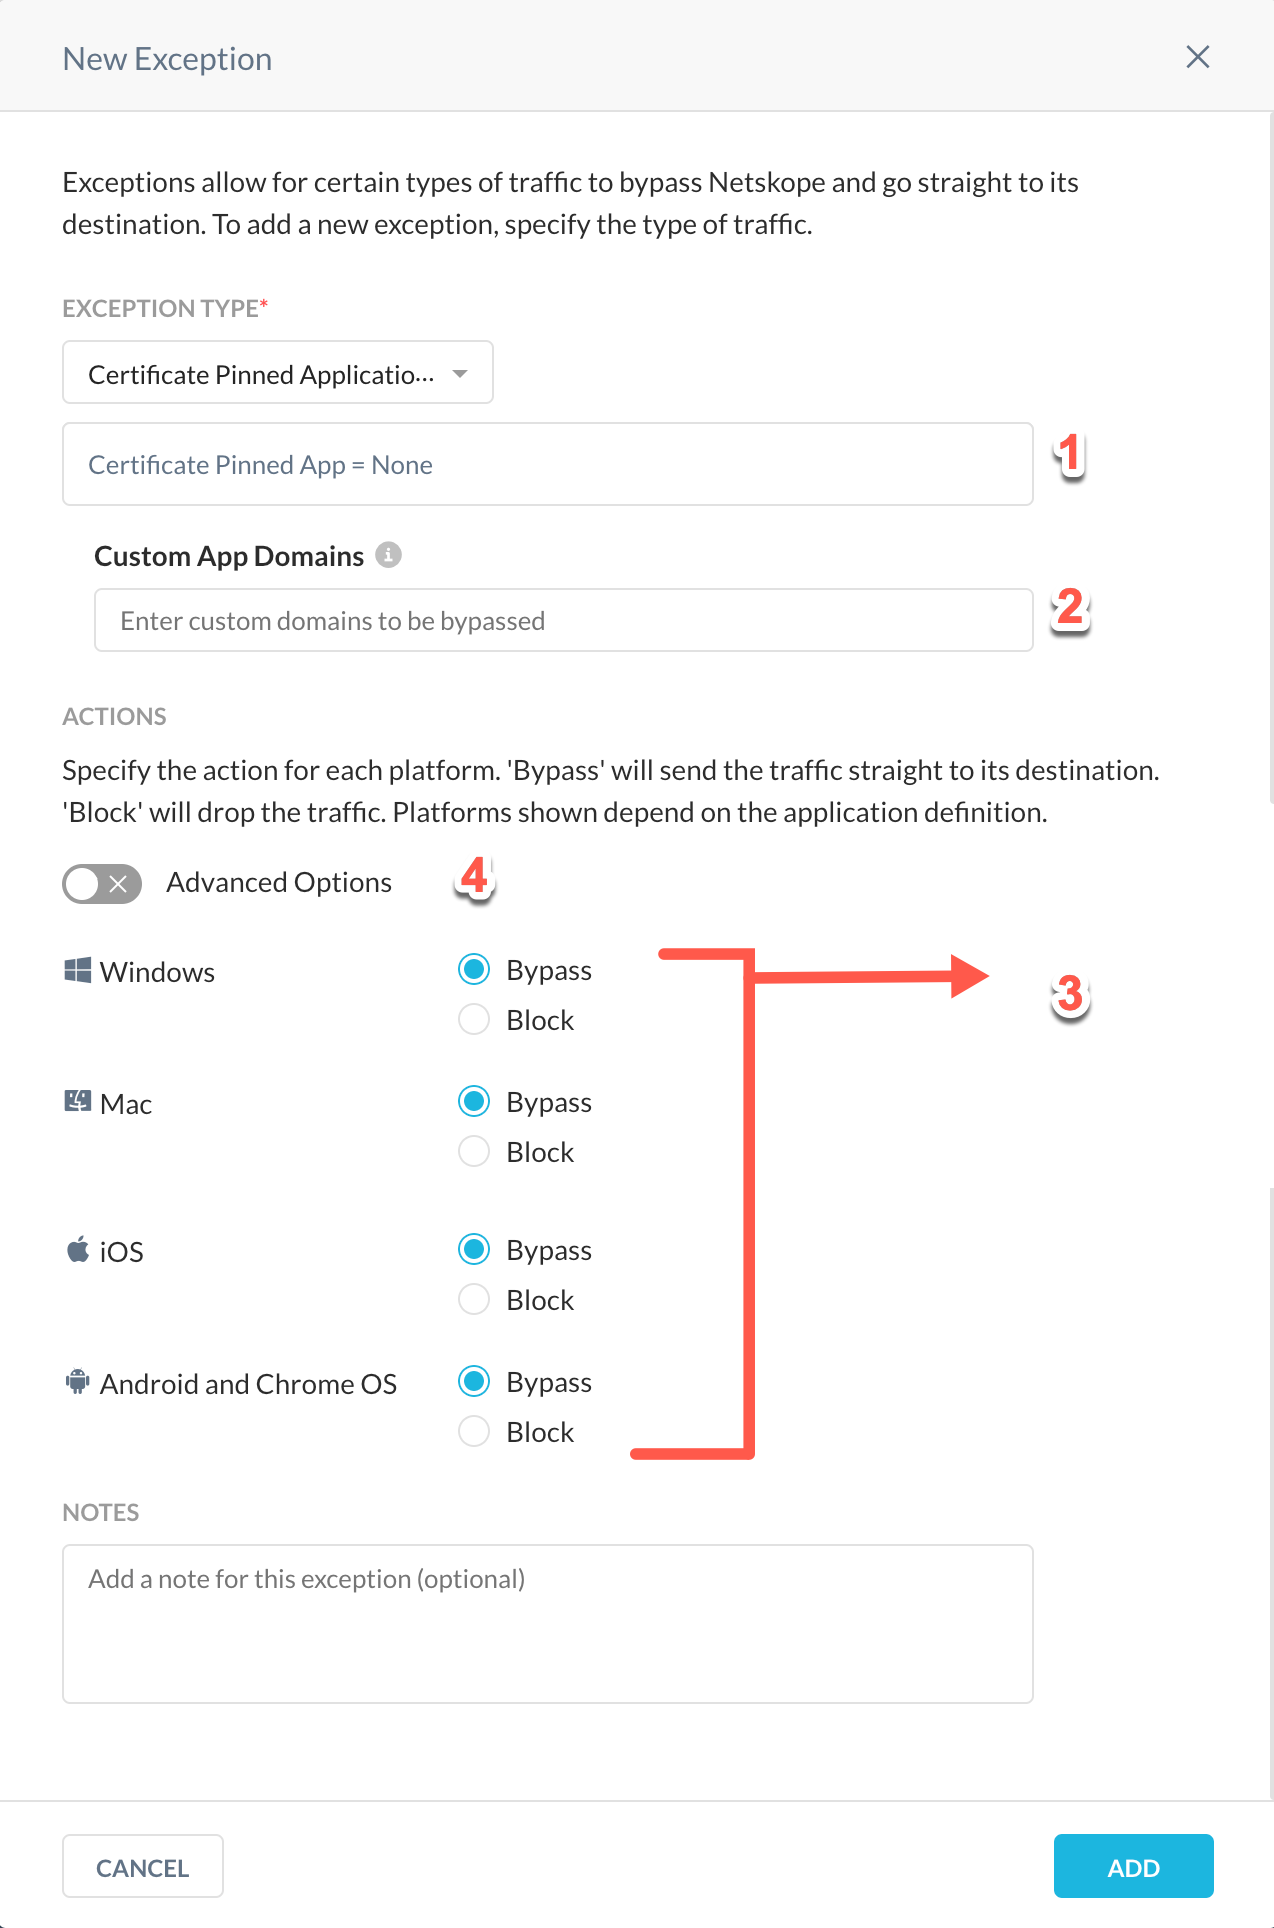 New Exception
Exceptions allow for certain types of traffic to bypass Netskope and go straight to its
destination. To add a new exception, specify the type of traffic.
EXCEPTION TYPE*
Certificate Pinned Applicatio...
Certificate Pinned App = None
1
Custom App Domains
Enter custom domains to be bypassed
2
ACTIONS
Specify the action for each platform. 'Bypass' will send the traffic straight to its destination.
'Block' will drop the traffic. Platforms shown depend on the application definition.
Advanced Options
4
Windows
Bypass
Block
3
Mac
Bypass
Block
iOS
Bypass
Block
Android and Chrome OS
Bypass
Block
NOTES
Add a note for this exception (optional)
CANCEL
ADD